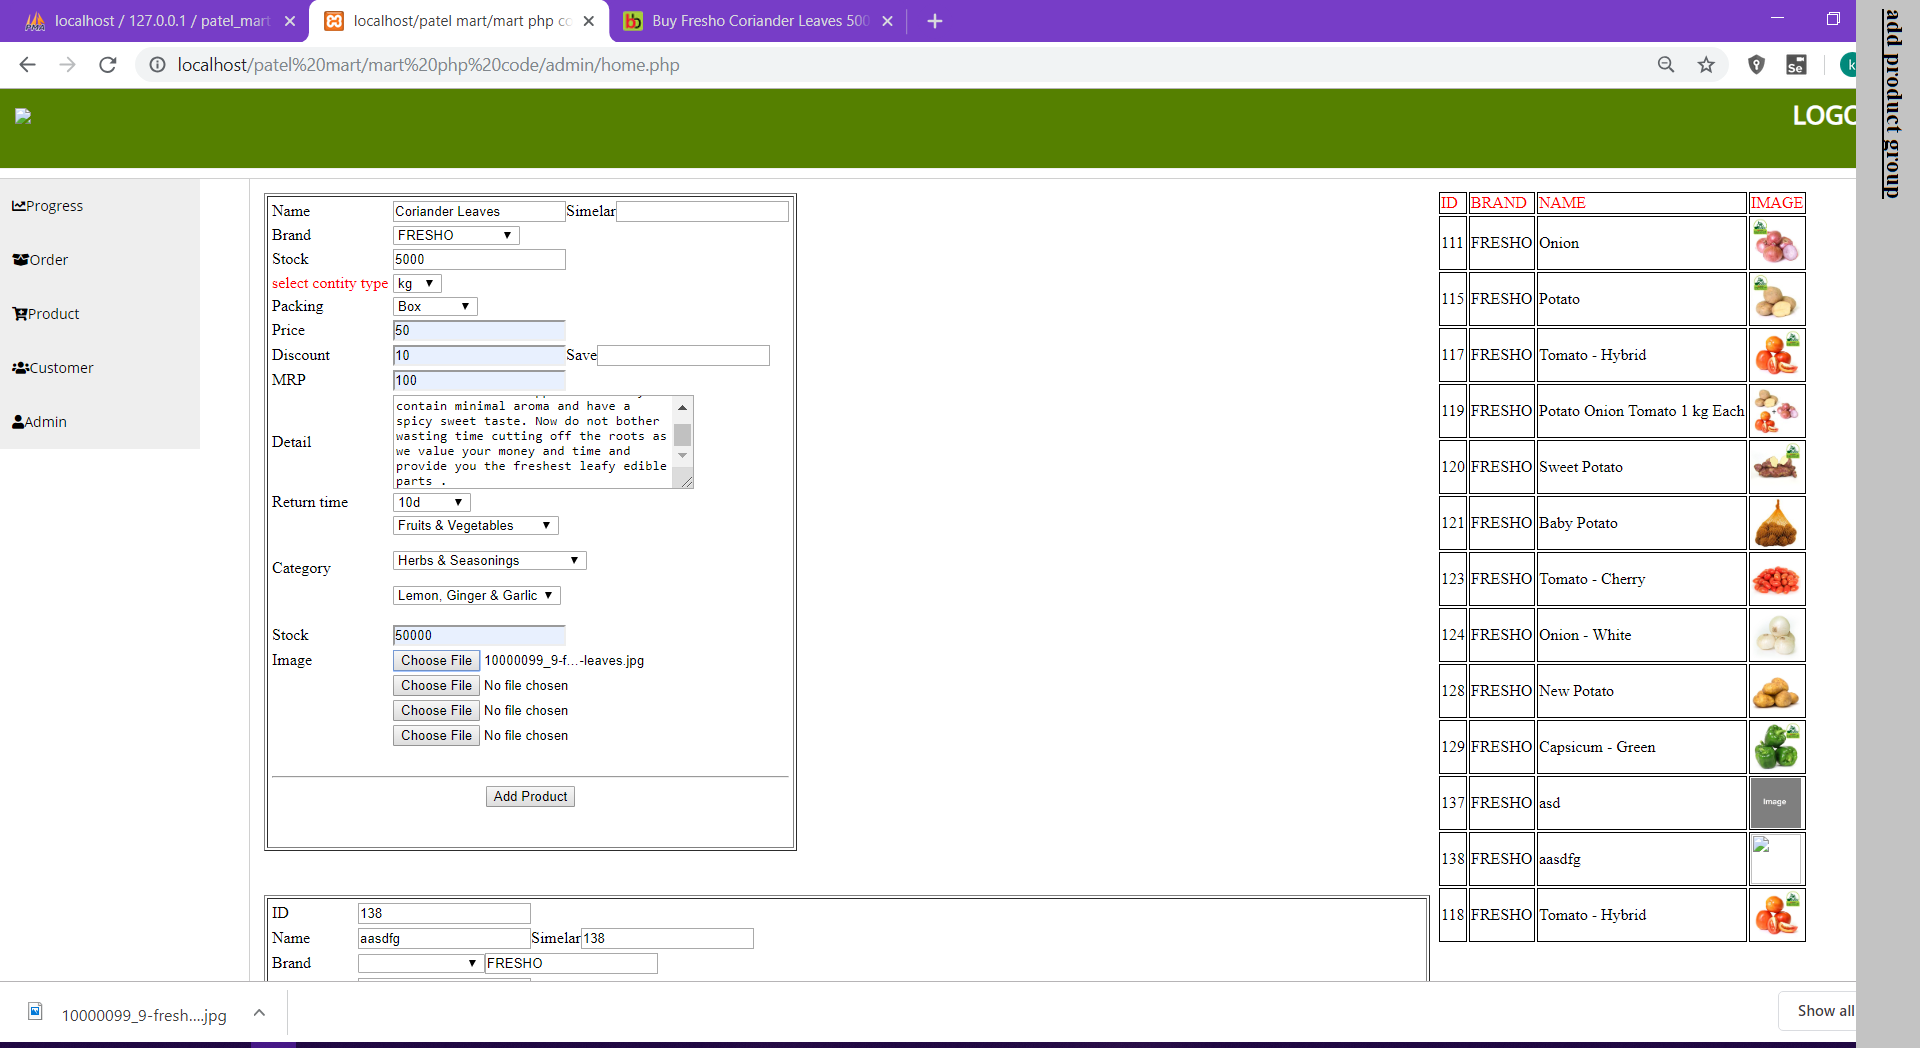 localhost / 127.0.0.1 / patel_mart
localhost/patel mart/mart php co
Buy Fresho Coriander Leaves 500
localhost/patel%20mart/mart%20php%20code/admin/home.php
Se
k
LOGO
add product group
Progress
Order
Product
Customer
Admin
Name Coriander Leaves Simelar
Brand FRESHO
Stock 5000
select contity type kg
Packing Box
Price 50
Discount 10 Save
MRP 100
Detail
contain minimal aroma and have a
spicy sweet taste. Now do not bother
wasting time cutting off the roots as
we value your money and time and
provide you the freshest leafy edible
parts .
Return time 10d
Fruits & Vegetables
Category
Herbs & Seasonings
Lemon, Ginger & Garlic
Stock 50000
Image Choose File 10000099_9-f...-leaves.jpg
Choose File No file chosen
Choose File No file chosen
Choose File No file chosen
Add Product
ID 138
Name aasdfg Simelar 138
Brand FRESHO
ID BRAND NAME IMAGE
111 FRESHO Onion
115 FRESHO Potato
117 FRESHO Tomato - Hybrid
119 FRESHO Potato Onion Tomato 1 kg Each
120 FRESHO Sweet Potato
121 FRESHO Baby Potato
123 FRESHO Tomato - Cherry
124 FRESHO Onion - White
128 FRESHO New Potato
129 FRESHO Capsicum - Green
137 FRESHO asd Image
138 FRESHO aasdfg
118 FRESHO Tomato - Hybrid
10000099_9-fresh....jpg
Show all